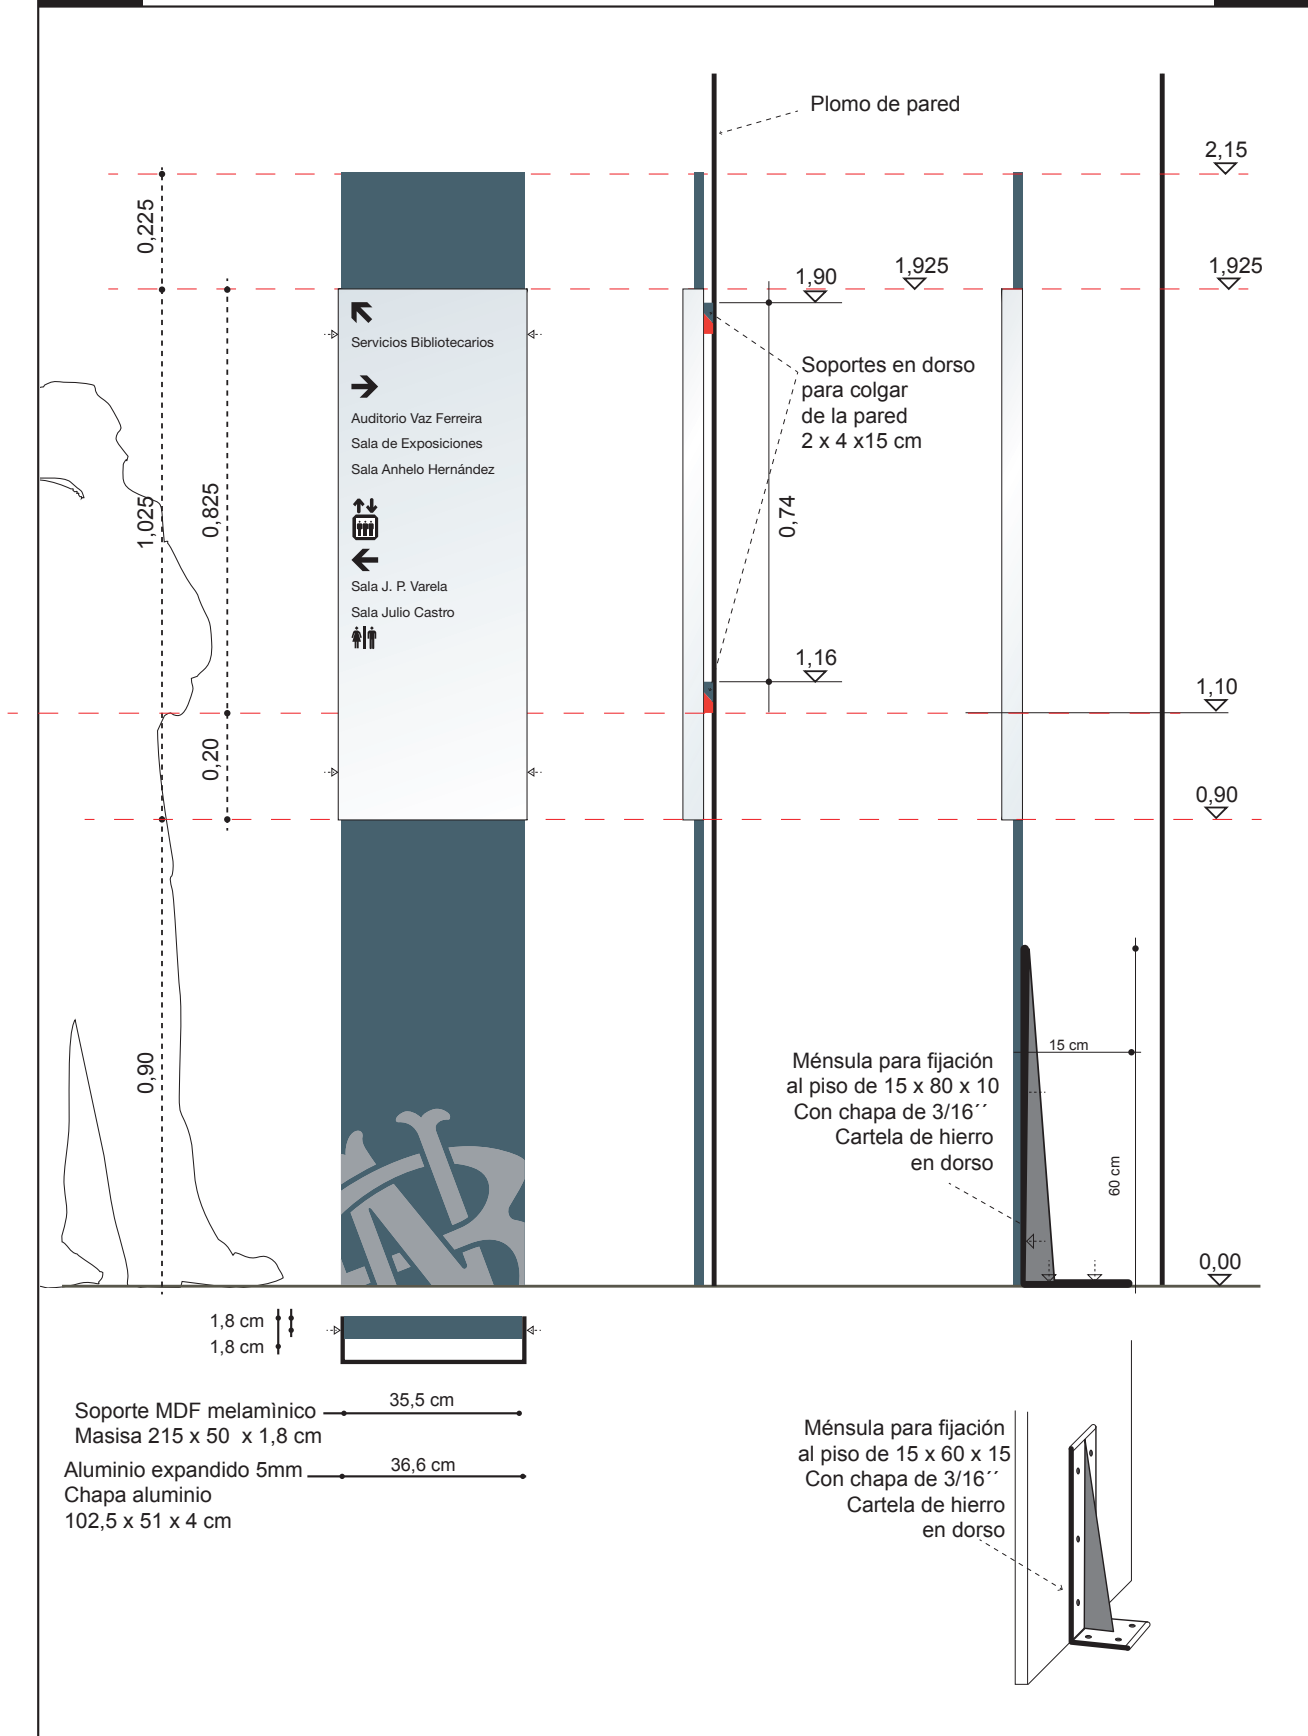 Plomo de pared
2,15
0,225
1,90
1,925
1,925
Servicios Bibliotecarios
Auditorio Vaz Ferreira
Sala de Exposiciones
Sala Anhelo Hernández
Sala J. P. Varela
Sala Julio Castro
Soportes en dorso
para colgar
de la pared
2 x 4 x15 cm
1,025
0,825
0,74
1,16
1,10
0,20
0,90
0,90
15 cm
Ménsula para fijación
al piso de 15 x 80 x 10
Con chapa de 3/16´´
Cartela de hierro
en dorso
60 cm
0,00
1,8 cm
1,8 cm
35,5 cm
Soporte MDF melamìnico
Masisa 215 x 50 x 1,8 cm
36,6 cm
Aluminio expandido 5mm
Chapa aluminio
102,5 x 51 x 4 cm
Ménsula para fijación
al piso de 15 x 60 x 15
Con chapa de 3/16´´
Cartela de hierro
en dorso